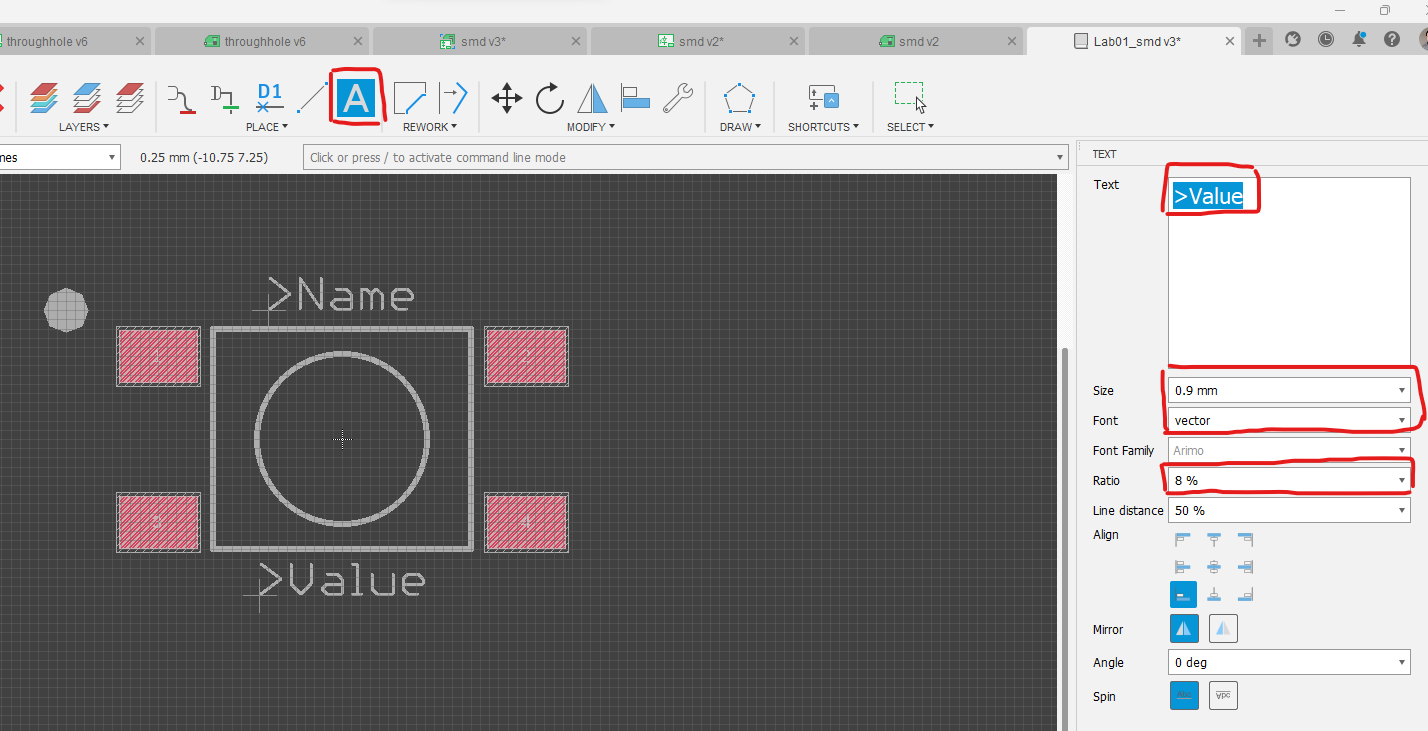 throughhole v6
throughhole v6
smd v3*
smd v2*
smd v2
Lab01_smd v3*
D1
A
LAYERS
PLACE
REWORK
MODIFY
DRAW
SHORTCUTS
SELECT
nes
0.25 mm (-10.75 7.25)
Click or press / to activate command line mode
TEXT
Text
>Value
>Name
1
2
3
4
>Value
Size
0.9 mm
Font
vector
Font Family
Arimo
Ratio
8 %
Line distance
50 %
Align
Mirror
Angle
0 deg
Spin
Abc
Abc